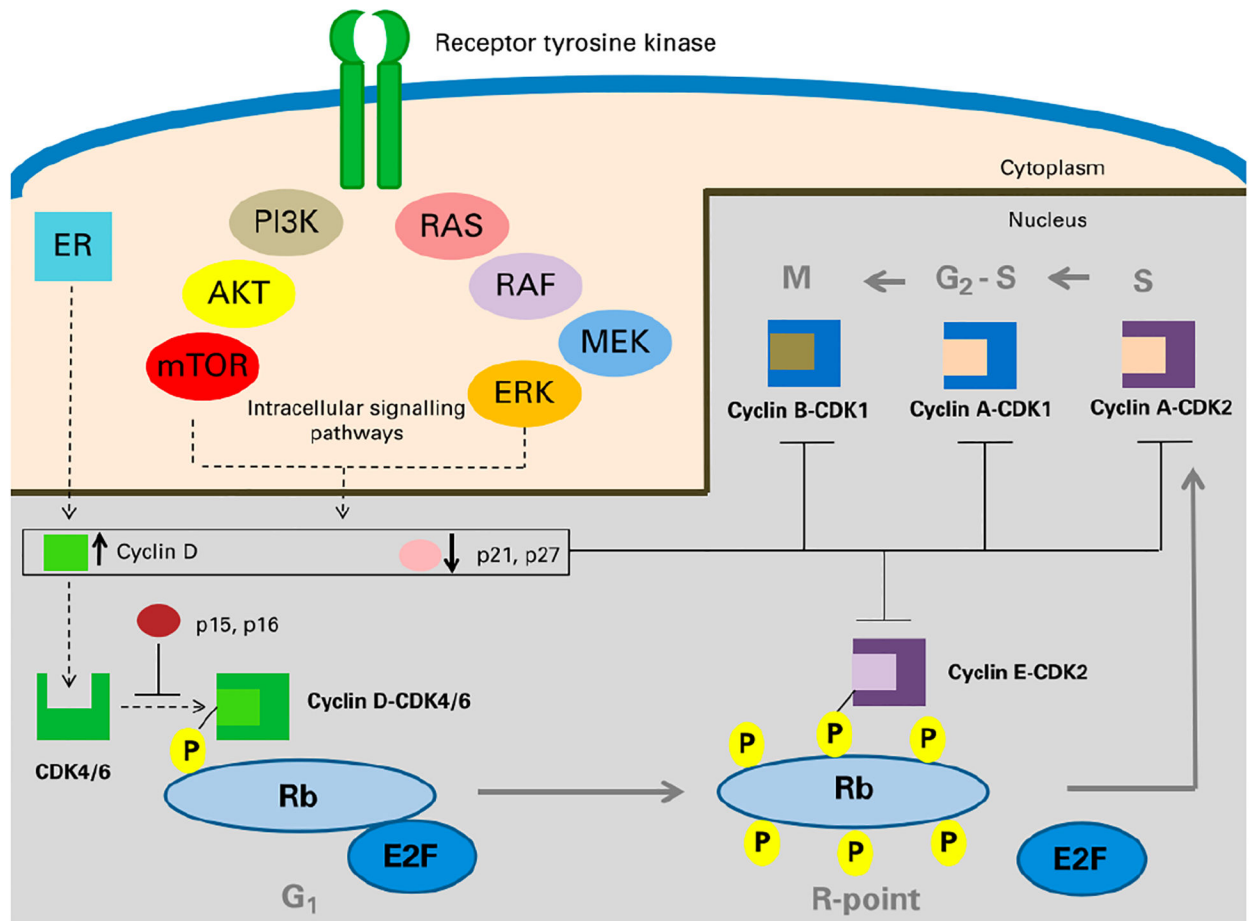 Receptor tyrosine kinase
Cytoplasm
Nucleus
ER
PI3K
RAS
AKT
RAF
mTOR
MEK
ERK
Intracellular signalling
pathways
M
G₂ - S
S
Cyclin B-CDK1
Cyclin A-CDK1
Cyclin A-CDK2
Cyclin D
p21, p27
p15, p16
CDK4/6
Cyclin D-CDK4/6
P
Rb
E2F
G₁
Cyclin E-CDK2
P
P
P
Rb
P
P
P
E2F
R-point